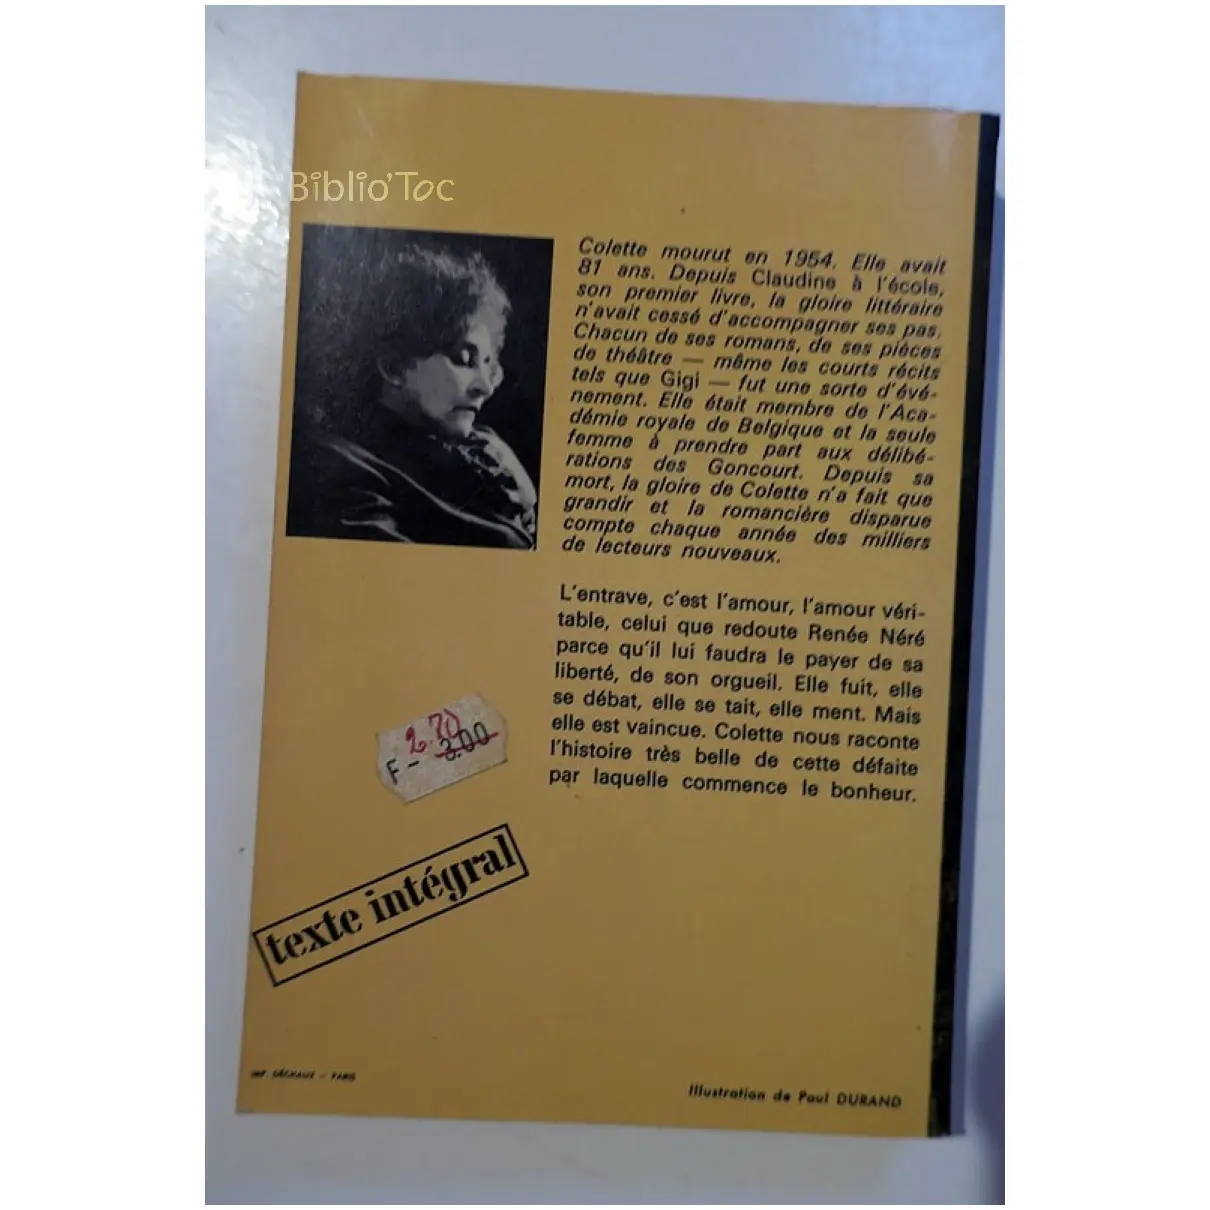 Biblio'Toc
Colette mourut en 1954. Elle avait
81 ans. Depuis Claudine à l'école,
son premier livre, la gloire littéraire
n'avait cessé d'accompagner ses pas.
Chacun de ses romans, de ses pièces
de théâtre — même les courts récits
tels que Gigi — fut une sorte d'évé-
nement. Elle était membre de l'Aca-
démie royale de Belgique et la seule
femme à prendre part aux délibé-
rations des Goncourt. Depuis sa
mort, la gloire de Colette n'a fait que
grandir et la romancière disparue
compte chaque année des milliers
de lecteurs nouveaux.
L'entrave, c'est l'amour, l'amour véri-
table, celui que redoute Renée Néré
parce qu'il lui faudra le payer de sa
liberté, de son orgueil. Elle fuit, elle
se débat, elle se tait, elle ment. Mais
elle est vaincue. Colette nous raconte
l'histoire très belle de cette défaite
par laquelle commence le bonheur.
2.70
F - 3.00
texte intégral
IMP. DÉCHAUX - PARIS
Illustration de Paul DURAND